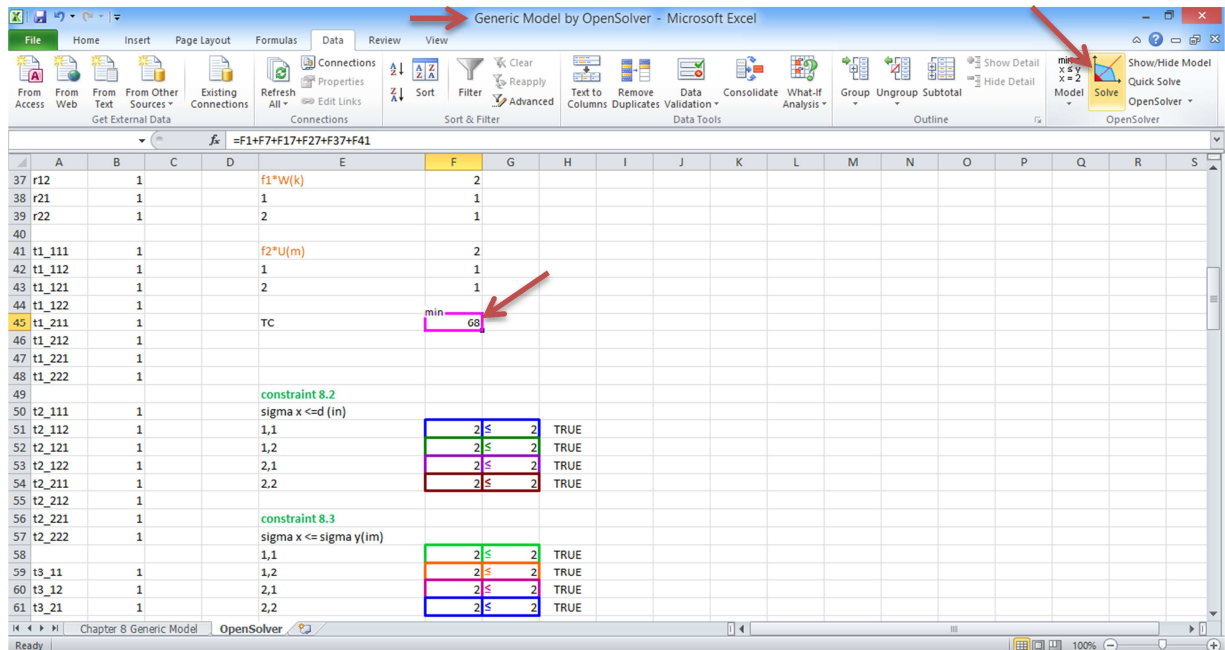 Generic Model by OpenSolver - Microsoft Excel
File Home Insert Page Layout Formulas Data Review View
From Access From Web From Text From Other Sources Existing Connections Refresh All Connections Properties Edit Links Sort Filter Clear Reapply Advanced Text to Columns Remove Duplicates Data Validation Consolidate What-If Analysis Group Ungroup Subtotal Show Detail Hide Detail Model Solve Show/Hide Model Quick Solve OpenSolver
Get External Data Connections Sort & Filter Data Tools Outline OpenSolver
fx =F1+F7+F17+F27+F37+F41
A B C D E F G H I J K L M N O P Q R S
37 r12 1 f1*W(k) 2
38 r21 1 1 1
39 r22 1 2 1
40
41 t1_111 1 f2*U(m) 2
42 t1_112 1 1 1
43 t1_121 1 2 1
44 t1_122 1
min
45 t1_211 1 TC 68
46 t1_212 1
47 t1_221 1
48 t1_222 1
49 constraint 8.2
50 t2_111 1 sigma x <=d (in)
51 t2_112 1 1,1 2 ≤ 2 TRUE
52 t2_121 1 1,2 2 ≤ 2 TRUE
53 t2_122 1 2,1 2 ≤ 2 TRUE
54 t2_211 1 2,2 2 ≤ 2 TRUE
55 t2_212 1
56 t2_221 1 constraint 8.3
57 t2_222 1 sigma x <= sigma y(im)
58 1,1 2 ≤ 2 TRUE
59 t3_11 1 1,2 2 ≤ 2 TRUE
60 t3_12 1 2,1 2 ≤ 2 TRUE
61 t3_21 1 2,2 2 ≤ 2 TRUE
Chapter 8 Generic Model OpenSolver
Ready 100%